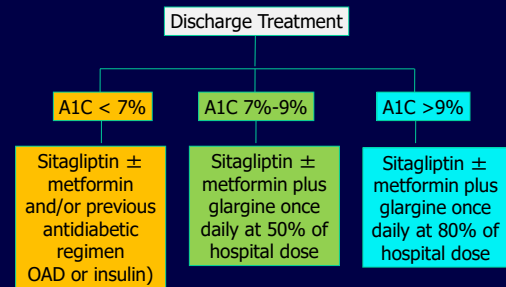 Discharge Treatment
A1C < 7%
A1C 7%-9%
A1C >9%
Sitagliptin ±
metformin
and/or previous
antidiabetic
regimen
OAD or insulin)
Sitagliptin ±
metformin plus
glargine once
daily at 50% of
hospital dose
Sitagliptin ±
metformin plus
glargine once
daily at 80% of
hospital dose